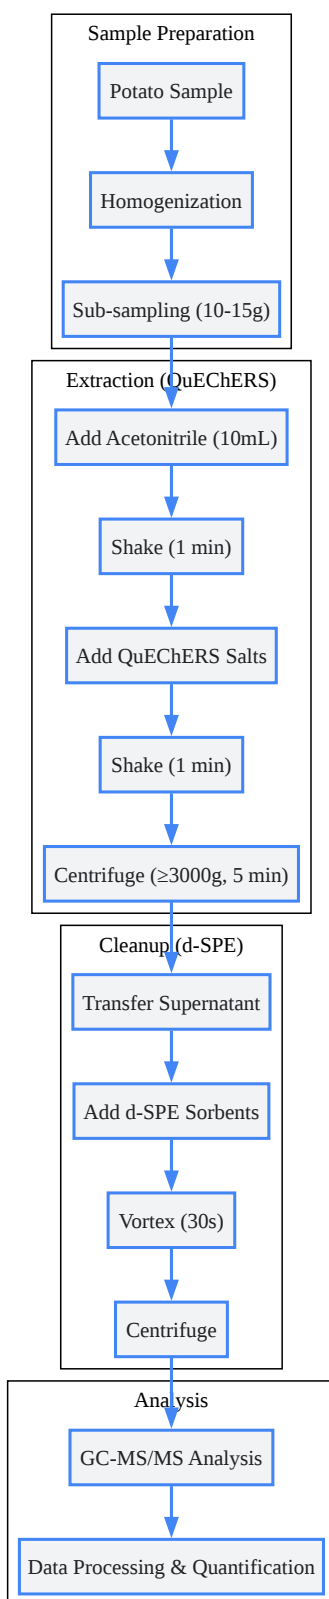 Sample Preparation
Potato Sample
Homogenization
Sub-sampling (10-15g)
Extraction (QuEChERS)
Add Acetonitrile (10mL)
Shake (1 min)
Add QuEChERS Salts
Shake (1 min)
Centrifuge (≥3000g, 5 min)
Cleanup (d-SPE)
Transfer Supernatant
Add d-SPE Sorbents
Vortex (30s)
Centrifuge
Analysis
GC-MS/MS Analysis
Data Processing & Quantification